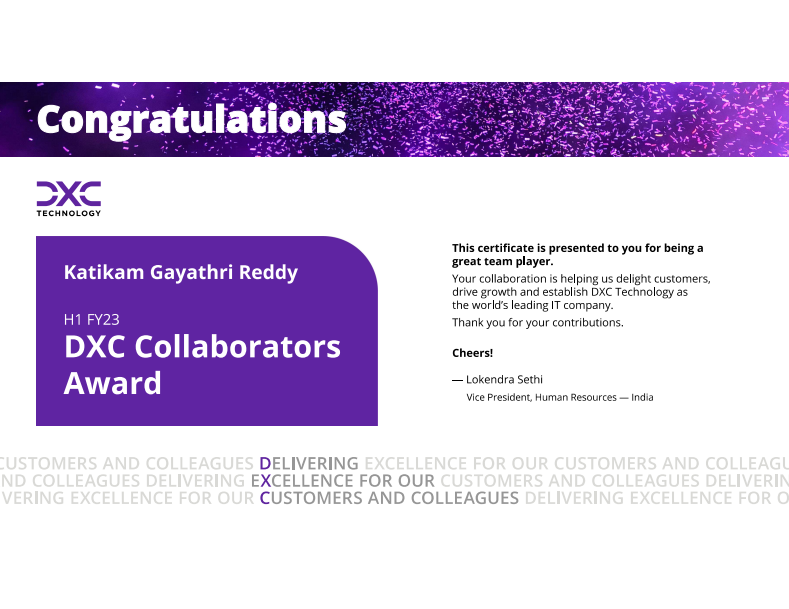 Congratulations
DXC
TECHNOLOGY
Katikam Gayathri Reddy
H1 FY23
DXC Collaborators
Award
This certificate is presented to you for being a
great team player.
Your collaboration is helping us delight customers,
drive growth and establish DXC Technology as
the world's leading IT company.
Thank you for your contributions.
Cheers!
— Lokendra Sethi
Vice President, Human Resources — India
CUSTOMERS AND COLLEAGUES DELIVERING EXCELLENCE FOR OUR CUSTOMERS AND COLLEAGU
ND COLLEAGUES DELIVERING EXCELLENCE FOR OUR CUSTOMERS AND COLLEAGUES DELIVERIN
VERING EXCELLENCE FOR OUR CUSTOMERS AND COLLEAGUES DELIVERING EXCELLENCE FOR O